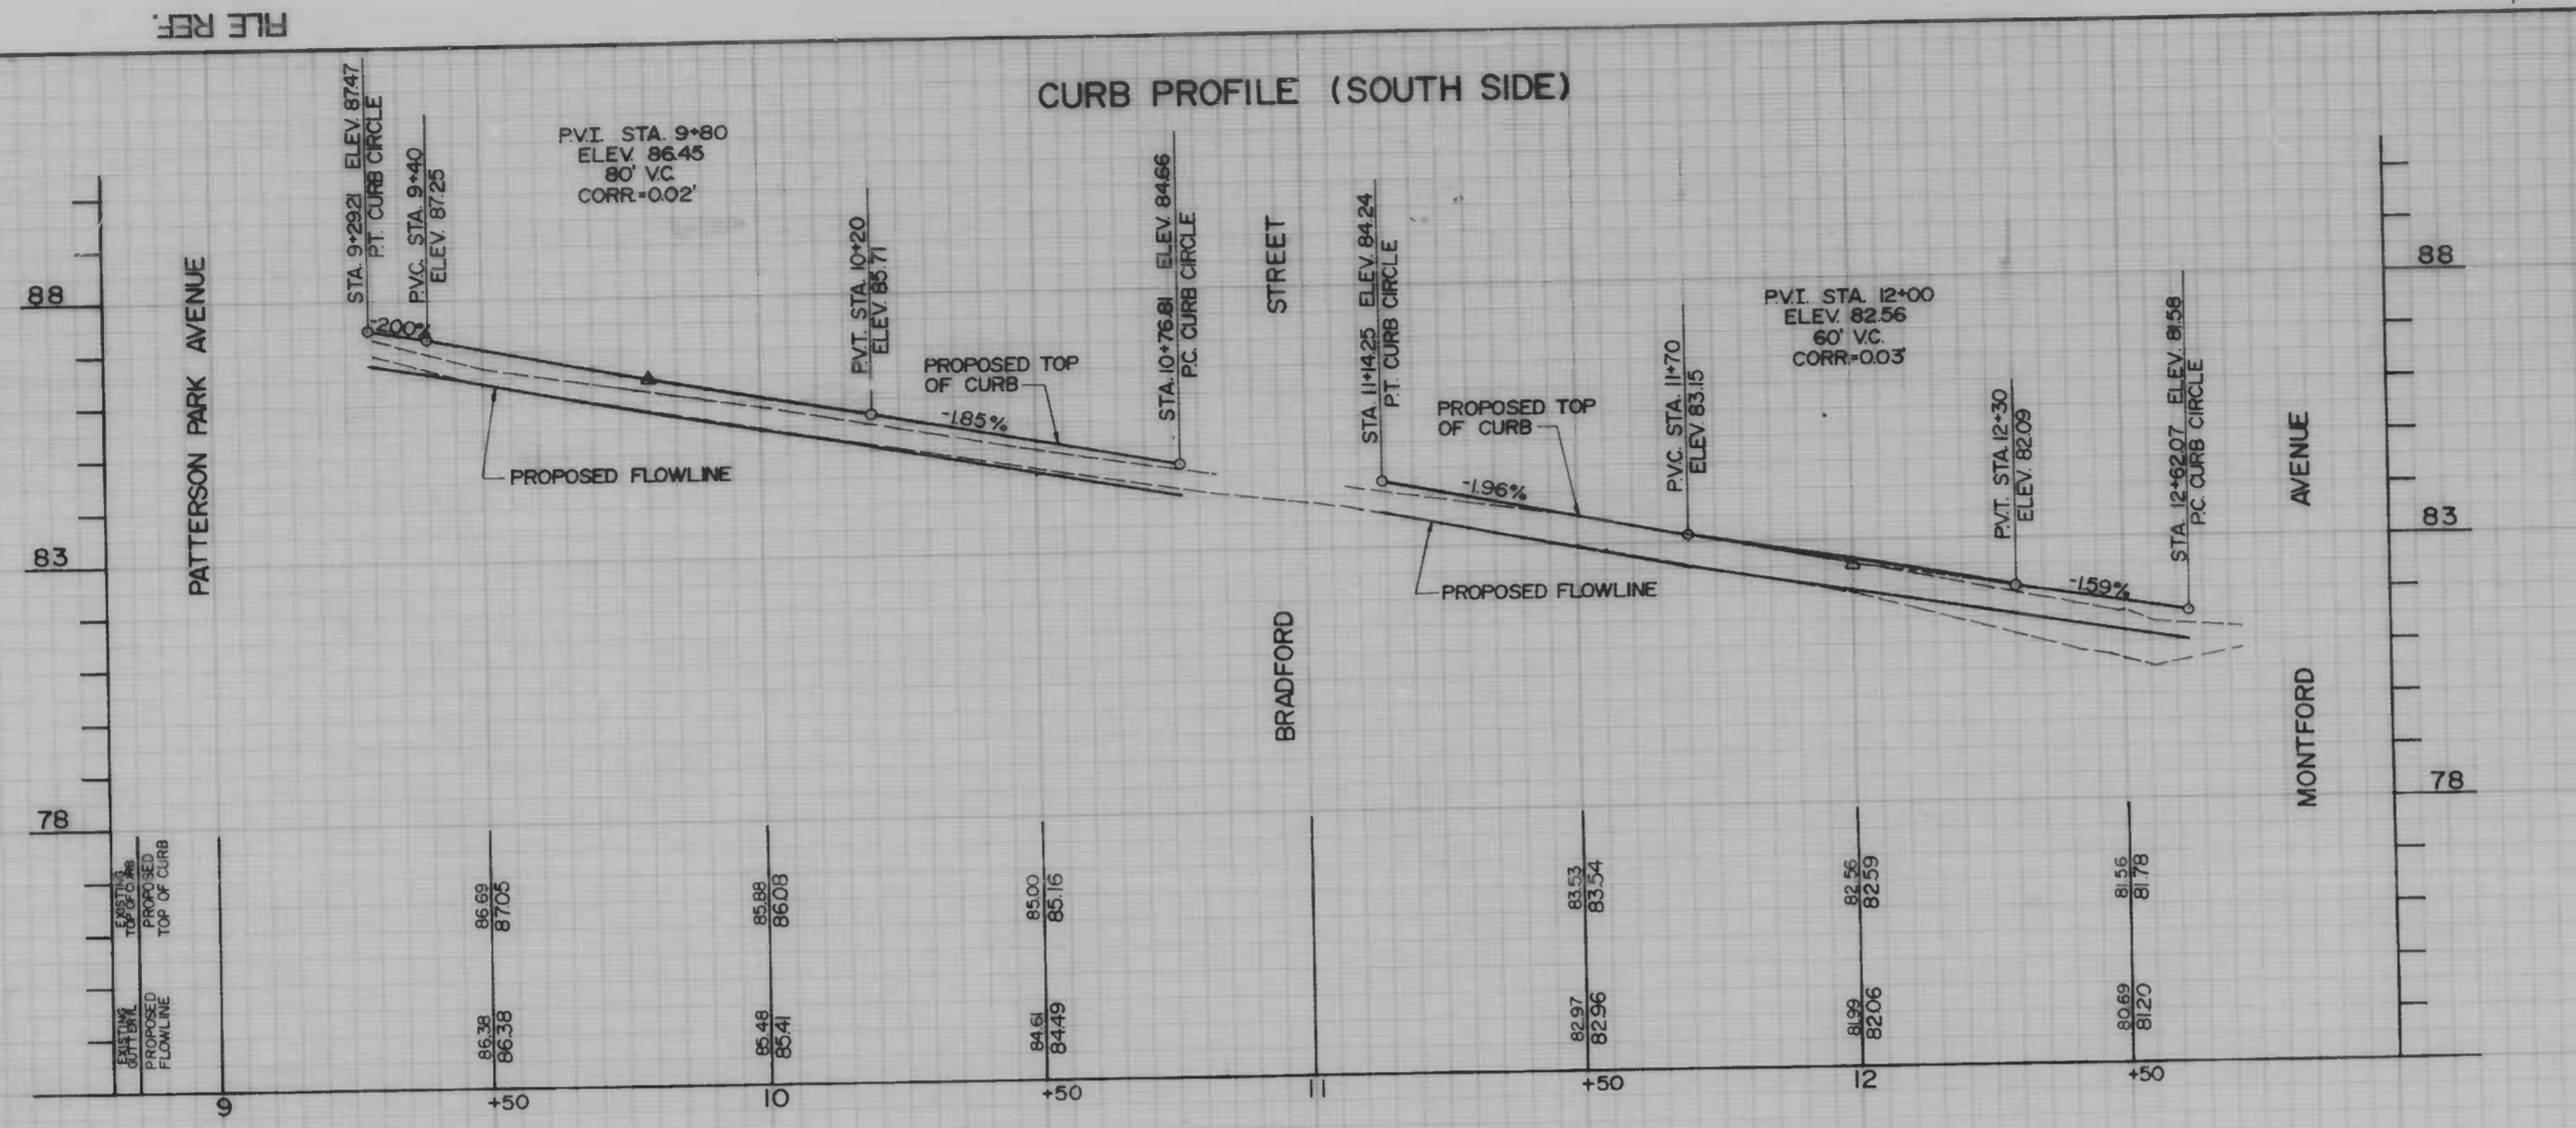 FILE REF.
CURB PROFILE (SOUTH SIDE)
STA. 9+29.21 ELEV. 87.47
P.T. CURB CIRCLE
P.V.C. STA. 9+40
ELEV. 87.25
P.V.I. STA. 9+80
ELEV. 86.45
80' V.C.
CORR.=0.02'
P.V.T. STA. 10+20
ELEV. 85.71
STA. 10+76.81 ELEV. 84.66
P.C. CURB CIRCLE
STREET
BRADFORD
STA. 11+14.25 ELEV. 84.24
P.T. CURB CIRCLE
P.V.C. STA. 11+70
ELEV. 83.15
P.V.I. STA. 12+00
ELEV. 82.56
60' V.C.
CORR.=0.03'
P.V.T. STA. 12+30
ELEV. 82.09
STA. 12+62.07 ELEV. 81.58
P.C. CURB CIRCLE
AVENUE
MONTFORD
PATTERSON PARK AVENUE
88
83
78
88
83
78
-2.00%
-1.85%
PROPOSED TOP
OF CURB
PROPOSED FLOWLINE
-1.96%
PROPOSED TOP
OF CURB
PROPOSED FLOWLINE
-1.59%
EXISTING
TOP OF CURB
PROPOSED
TOP OF CURB
86.69
87.05
85.88
86.08
85.00
85.16
83.53
83.54
82.56
82.59
81.56
81.78
EXISTING
GUTTER
PROPOSED
FLOWLINE
86.38
86.38
85.48
85.41
84.61
84.49
82.97
82.96
81.99
82.06
80.69
81.20
9
+50
10
+50
11
+50
12
+50